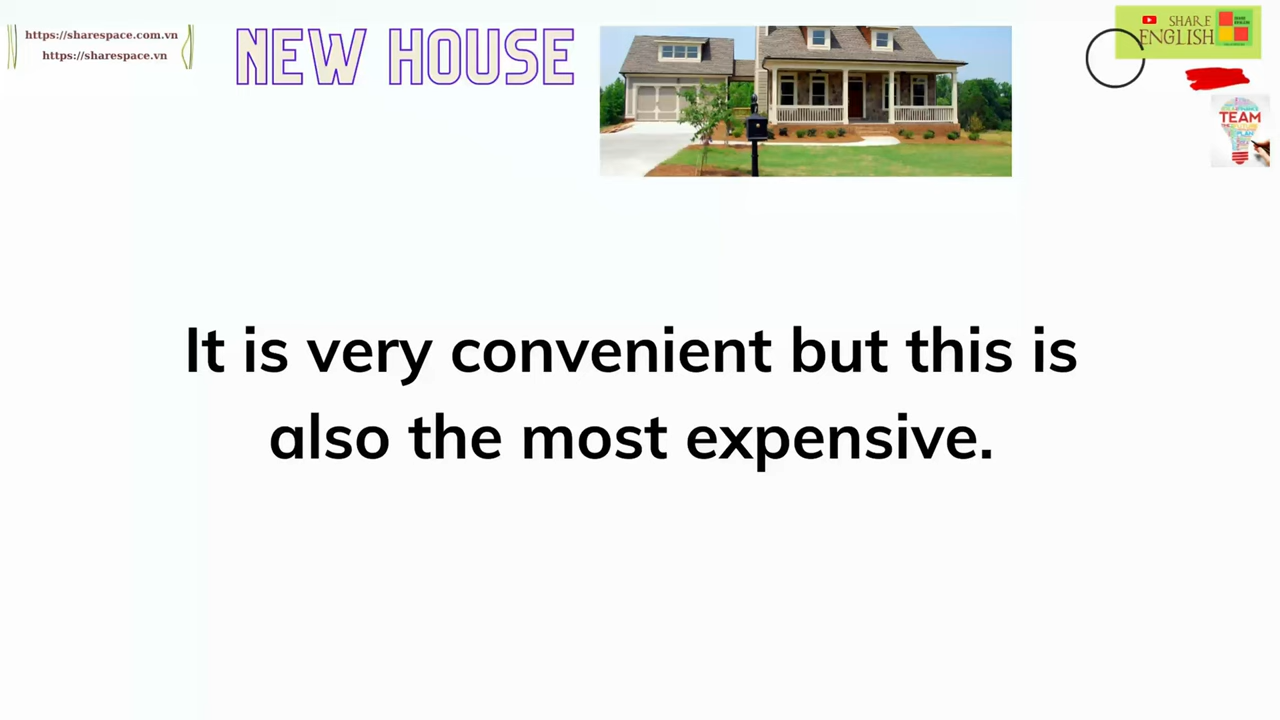 https://sharespace.com.vn
https://sharespace.vn
NEW HOUSE
SHARE
ENGLISH
TEAM
PLAN
It is very convenient but this is
also the most expensive.